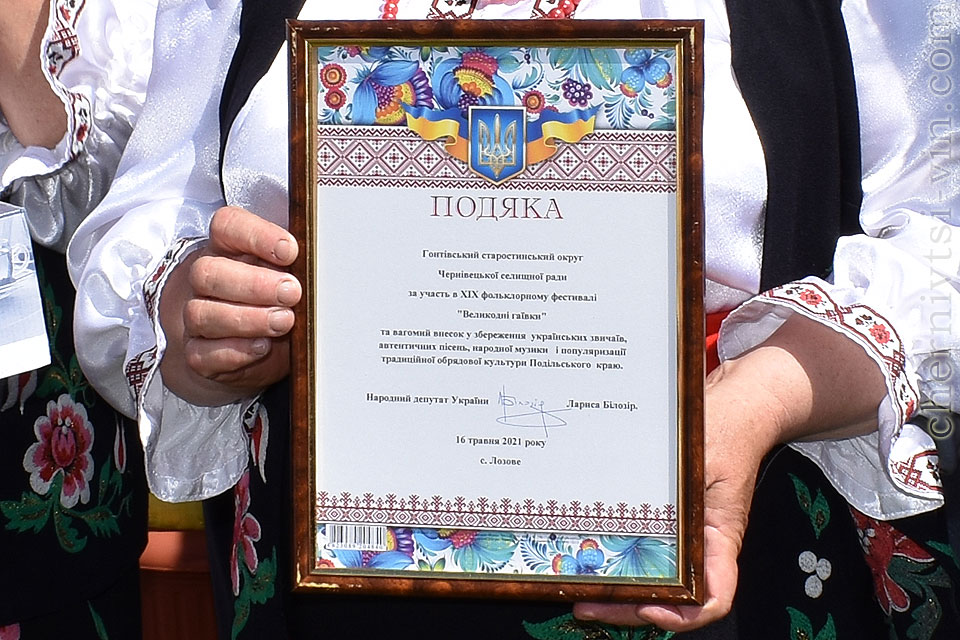 ПОДЯКА
Гонтівський старостинський округ
Чернівецької селищної ради
за участь в XIX фольклорному фестивалі
"Великодні гаївки"
та вагомий внесок у збереження українських звичаїв,
автентичних пісень, народної музики і популяризації
традиційної обрядової культури Подільського краю.
Народний депутат України Лариса Білозір.
16 травня 2021 року
с. Лозове
chernivytsi-vin.com